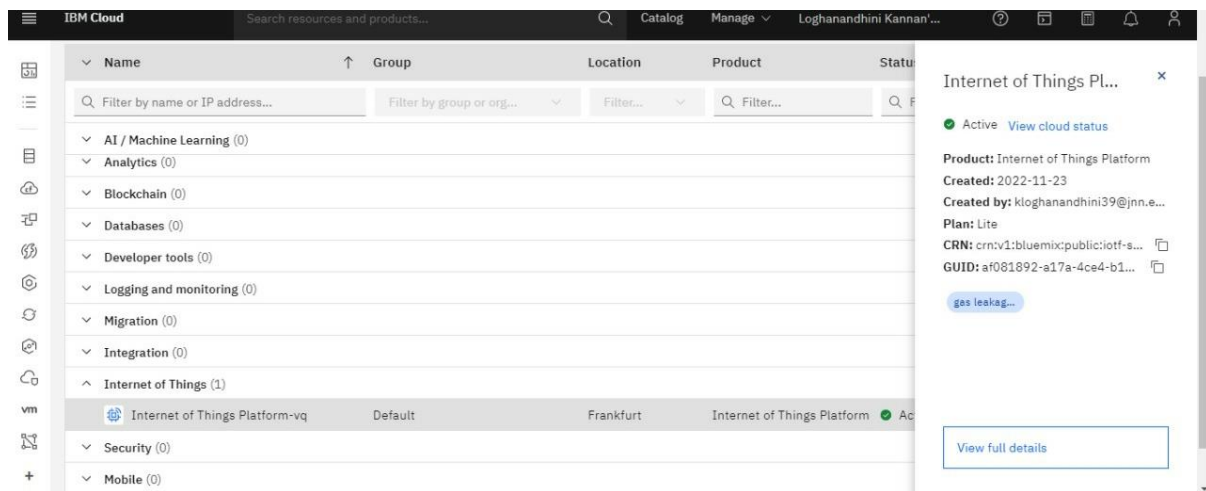 IBM Cloud Search resources and products... Catalog Manage Loghanandhini Kannan'...
Name Group Location Product Statu
Filter by name or IP address... Filter by group or org... Filter... Filter... F
AI / Machine Learning (0)
Analytics (0)
Blockchain (0)
Databases (0)
Developer tools (0)
Logging and monitoring (0)
Migration (0)
Integration (0)
Internet of Things (1)
Internet of Things Platform-vq Default Frankfurt Internet of Things Platform Ac
Security (0)
Mobile (0)
vm
Internet of Things Pl...
Active View cloud status
Product: Internet of Things Platform
Created: 2022-11-23
Created by: kloghanandhini39@jnn.e...
Plan: Lite
CRN: crn:v1:bluemix:public:iotf-s...
GUID: af081892-a17a-4ce4-b1...
gas leakag...
View full details